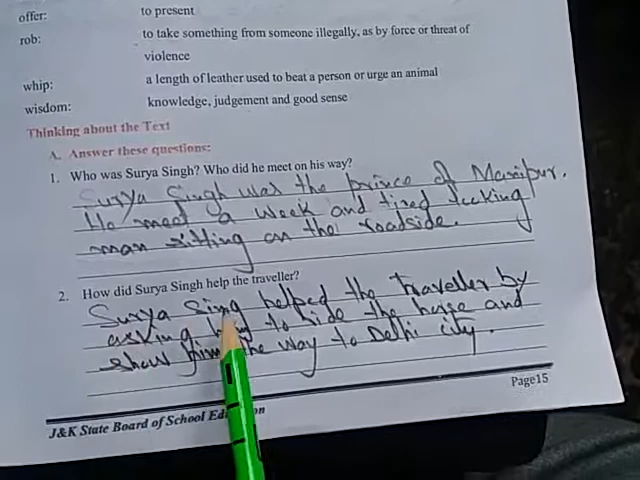 offer: to present
rob: to take something from someone illegally, as by force or threat of
violence
whip: a length of leather used to beat a person or urge an animal
wisdom: knowledge, judgement and good sense
Thinking about the Text
A. Answer these questions:
1. Who was Surya Singh? Who did he meet on his way?
Surya Singh was the prince of Manipur.
He meet a week and tired looking
man sitting on the roadside.
2. How did Surya Singh help the traveller?
Surya Sing helped the traveller by
asking him to ride the horse and
show him the way to Delhi city.
Page15
J&K State Board of School Ed on